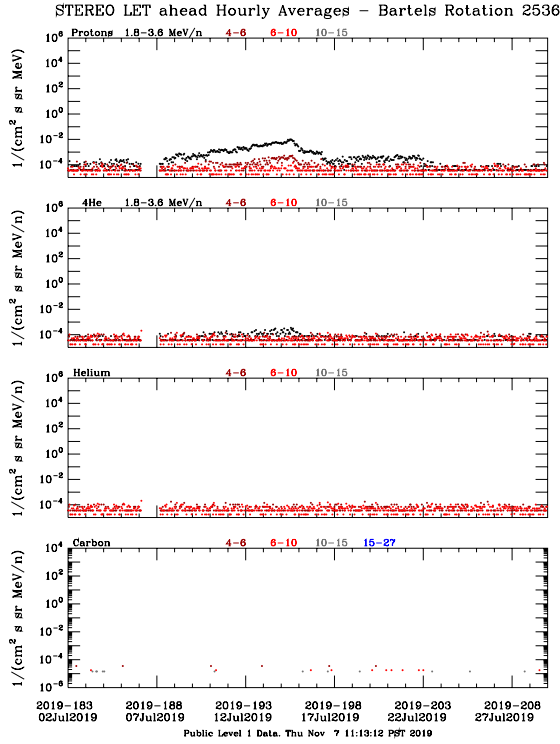 STEREO LET ahead Hourly Averages - Bartels Rotation 2536
Protons 1.8-3.6 MeV/n 4-6 6-10 10-15
10^6
10^4
10^2
10^0
10^-2
10^-4
1/(cm^2 s sr MeV)
4He 1.8-3.6 MeV/n 4-6 6-10 10-15
10^6
10^4
10^2
10^0
10^-2
10^-4
1/(cm^2 s sr MeV/n)
Helium 4-6 6-10 10-15
10^6
10^4
10^2
10^0
10^-2
10^-4
1/(cm^2 s sr MeV/n)
Carbon 4-6 6-10 10-15 15-27
10^4
10^2
10^0
10^-2
10^-4
10^-6
1/(cm^2 s sr MeV/n)
2019-183 2019-188 2019-193 2019-198 2019-203 2019-208
02Jul2019 07Jul2019 12Jul2019 17Jul2019 22Jul2019 27Jul2019
Public Level 1 Data. Thu Nov 7 11:13:12 PST 2019